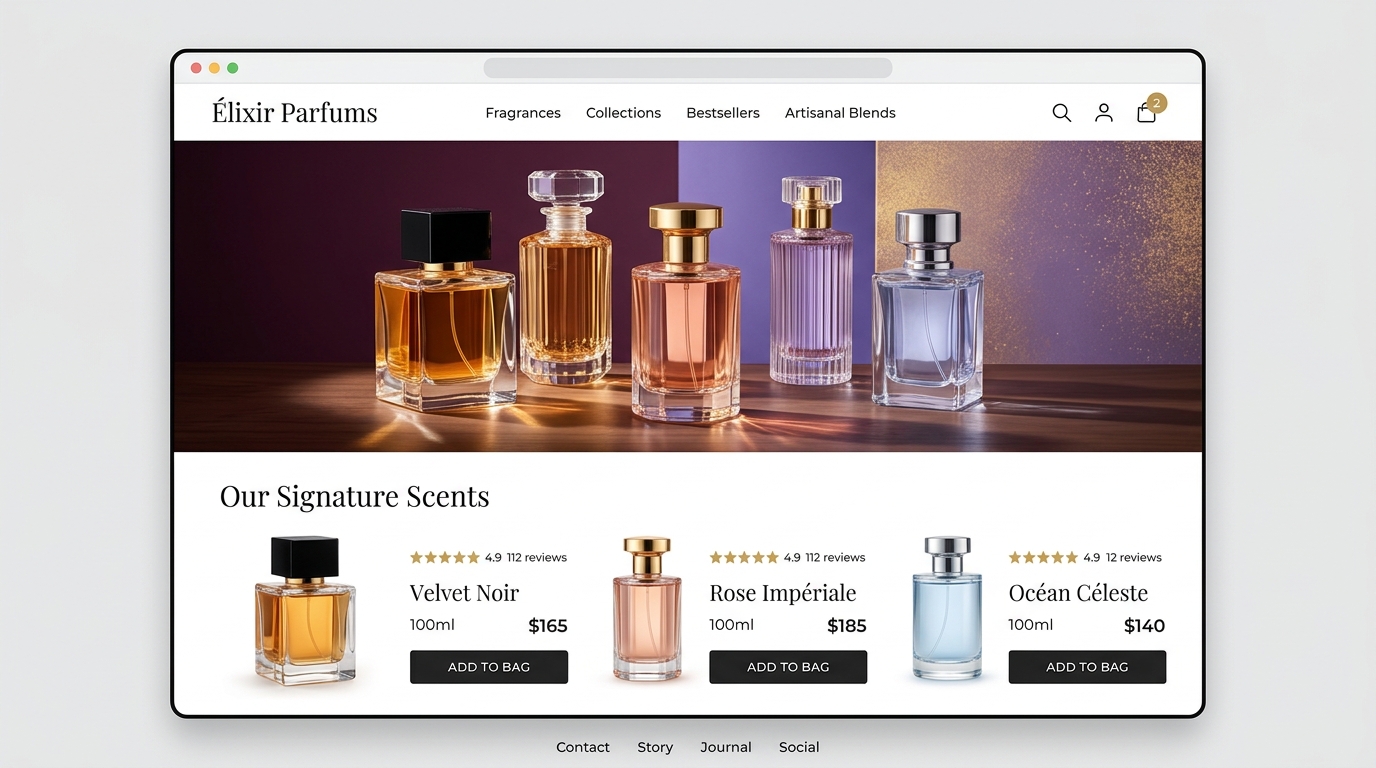 Élixir Parfums
Fragrances Collections Bestsellers Artisanal Blends
2
Our Signature Scents
4.9 112 reviews
Velvet Noir
100ml $165
ADD TO BAG
4.9 112 reviews
Rose Impériale
100ml $185
ADD TO BAG
4.9 12 reviews
Océan Céleste
100ml $140
ADD TO BAG
Contact Story Journal Social